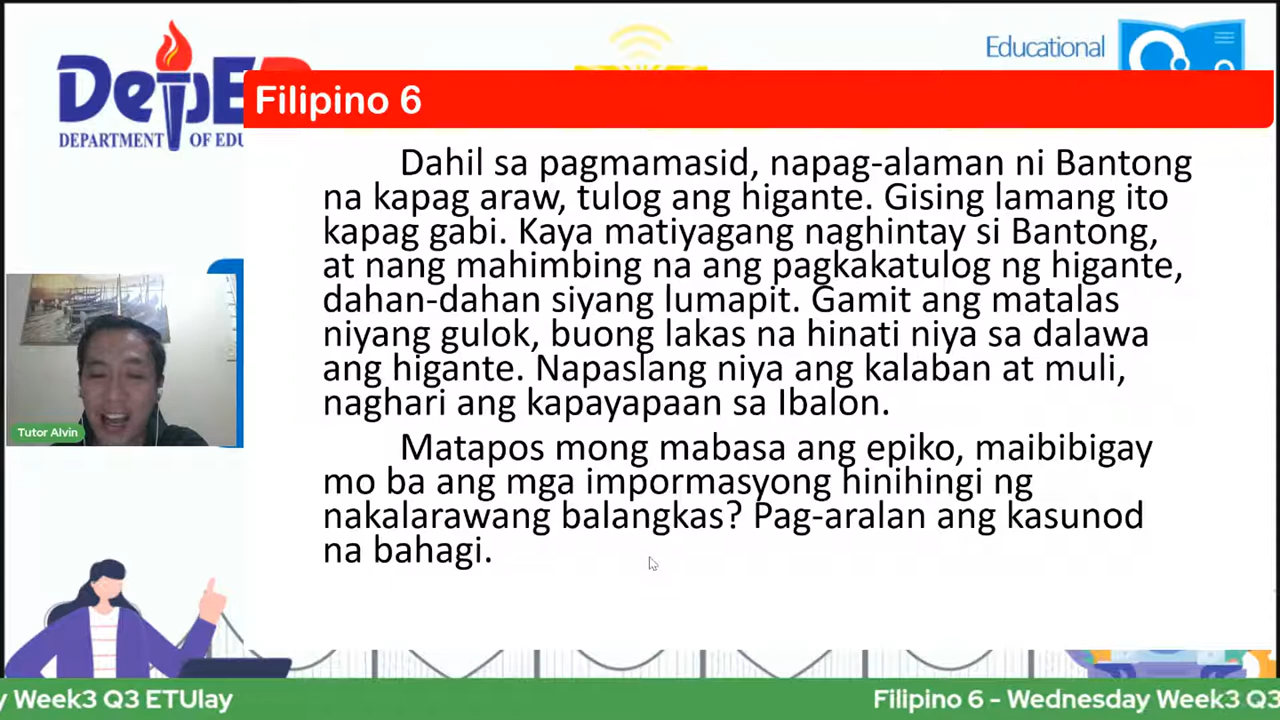 Educational
DepED
DEPARTMENT OF EDU
Filipino 6
Dahil sa pagmamasid, napag-alaman ni Bantong
na kapag araw, tulog ang higante. Gising lamang ito
kapag gabi. Kaya matiyagang naghintay si Bantong,
at nang mahimbing na ang pagkakatulog ng higante,
dahan-dahan siyang lumapit. Gamit ang matalas
niyang gulok, buong lakas na hinati niya sa dalawa
ang higante. Napaslang niya ang kalaban at muli,
naghari ang kapayapaan sa Ibalon.
Matapos mong mabasa ang epiko, maibibigay
mo ba ang mga impormasyong hinihingi ng
nakalarawang balangkas? Pag-aralan ang kasunod
na bahagi.
Tutor Alvin
y Week3 Q3 ETUlay
Filipino 6 - Wednesday Week3 Q3